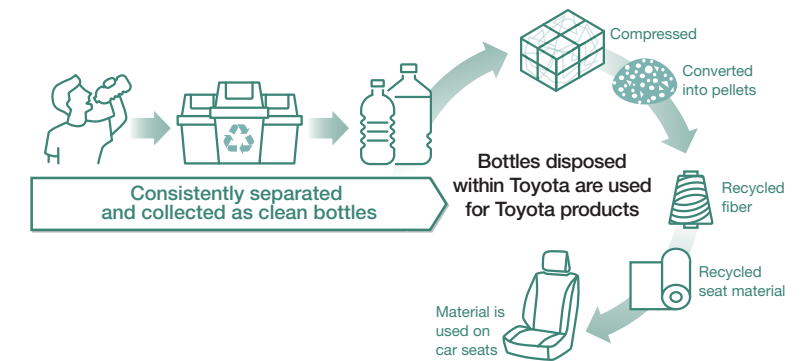 Compressed
Converted
into pellets
Bottles disposed
within Toyota are used
for Toyota products
Consistently separated
and collected as clean bottles
Recycled
fiber
Recycled
seat material
Material is
used on
car seats